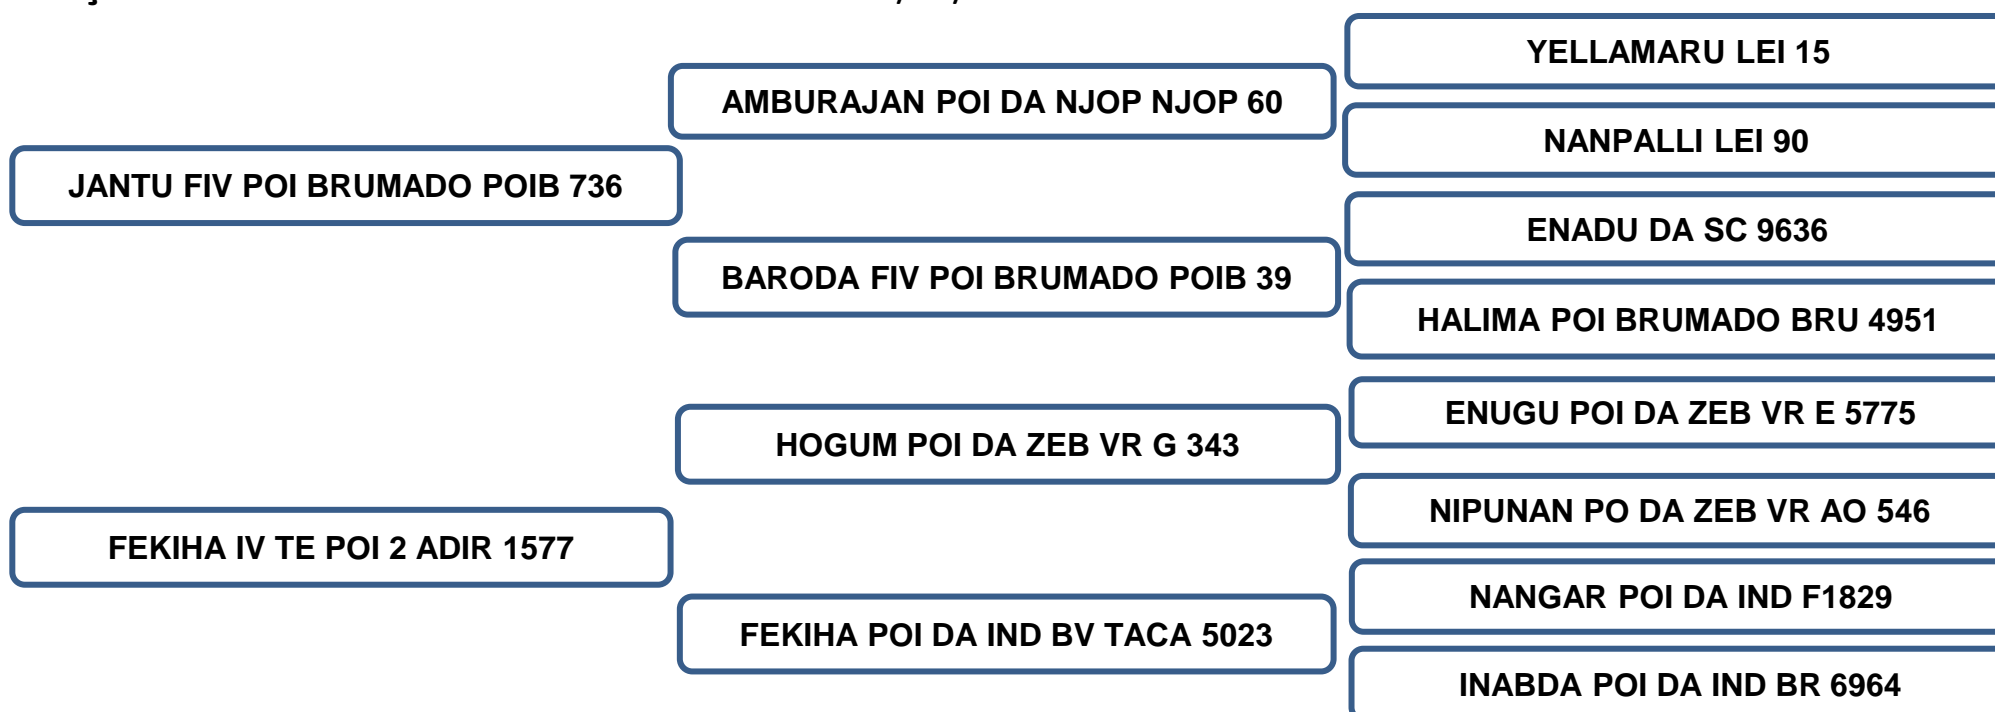 YELLAMARU LEI 15
AMBURAJAN POI DA NJOP NJOP 60
NANPALLI LEI 90
JANTU FIV POI BRUMADO POIB 736
ENADU DA SC 9636
BARODA FIV POI BRUMADO POIB 39
HALIMA POI BRUMADO BRU 4951
ENUGU POI DA ZEB VR E 5775
HOGUM POI DA ZEB VR G 343
NIPUNAN PO DA ZEB VR AO 546
FEKIHA IV TE POI 2 ADIR 1577
NANGAR POI DA IND F1829
FEKIHA POI DA IND BV TACA 5023
INABDA POI DA IND BR 6964